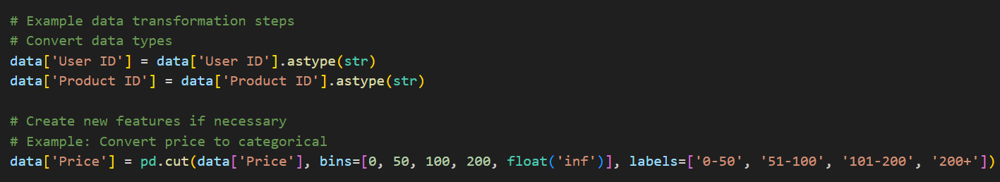 # Example data transformation steps
# Convert data types
data['User ID'] = data['User ID'].astype(str)
data['Product ID'] = data['Product ID'].astype(str)
# Create new features if necessary
# Example: Convert price to categorical
data['Price'] = pd.cut(data['Price'], bins=[0, 50, 100, 200, float('inf')], labels=['0-50', '51-100', '101-200', '200+'])